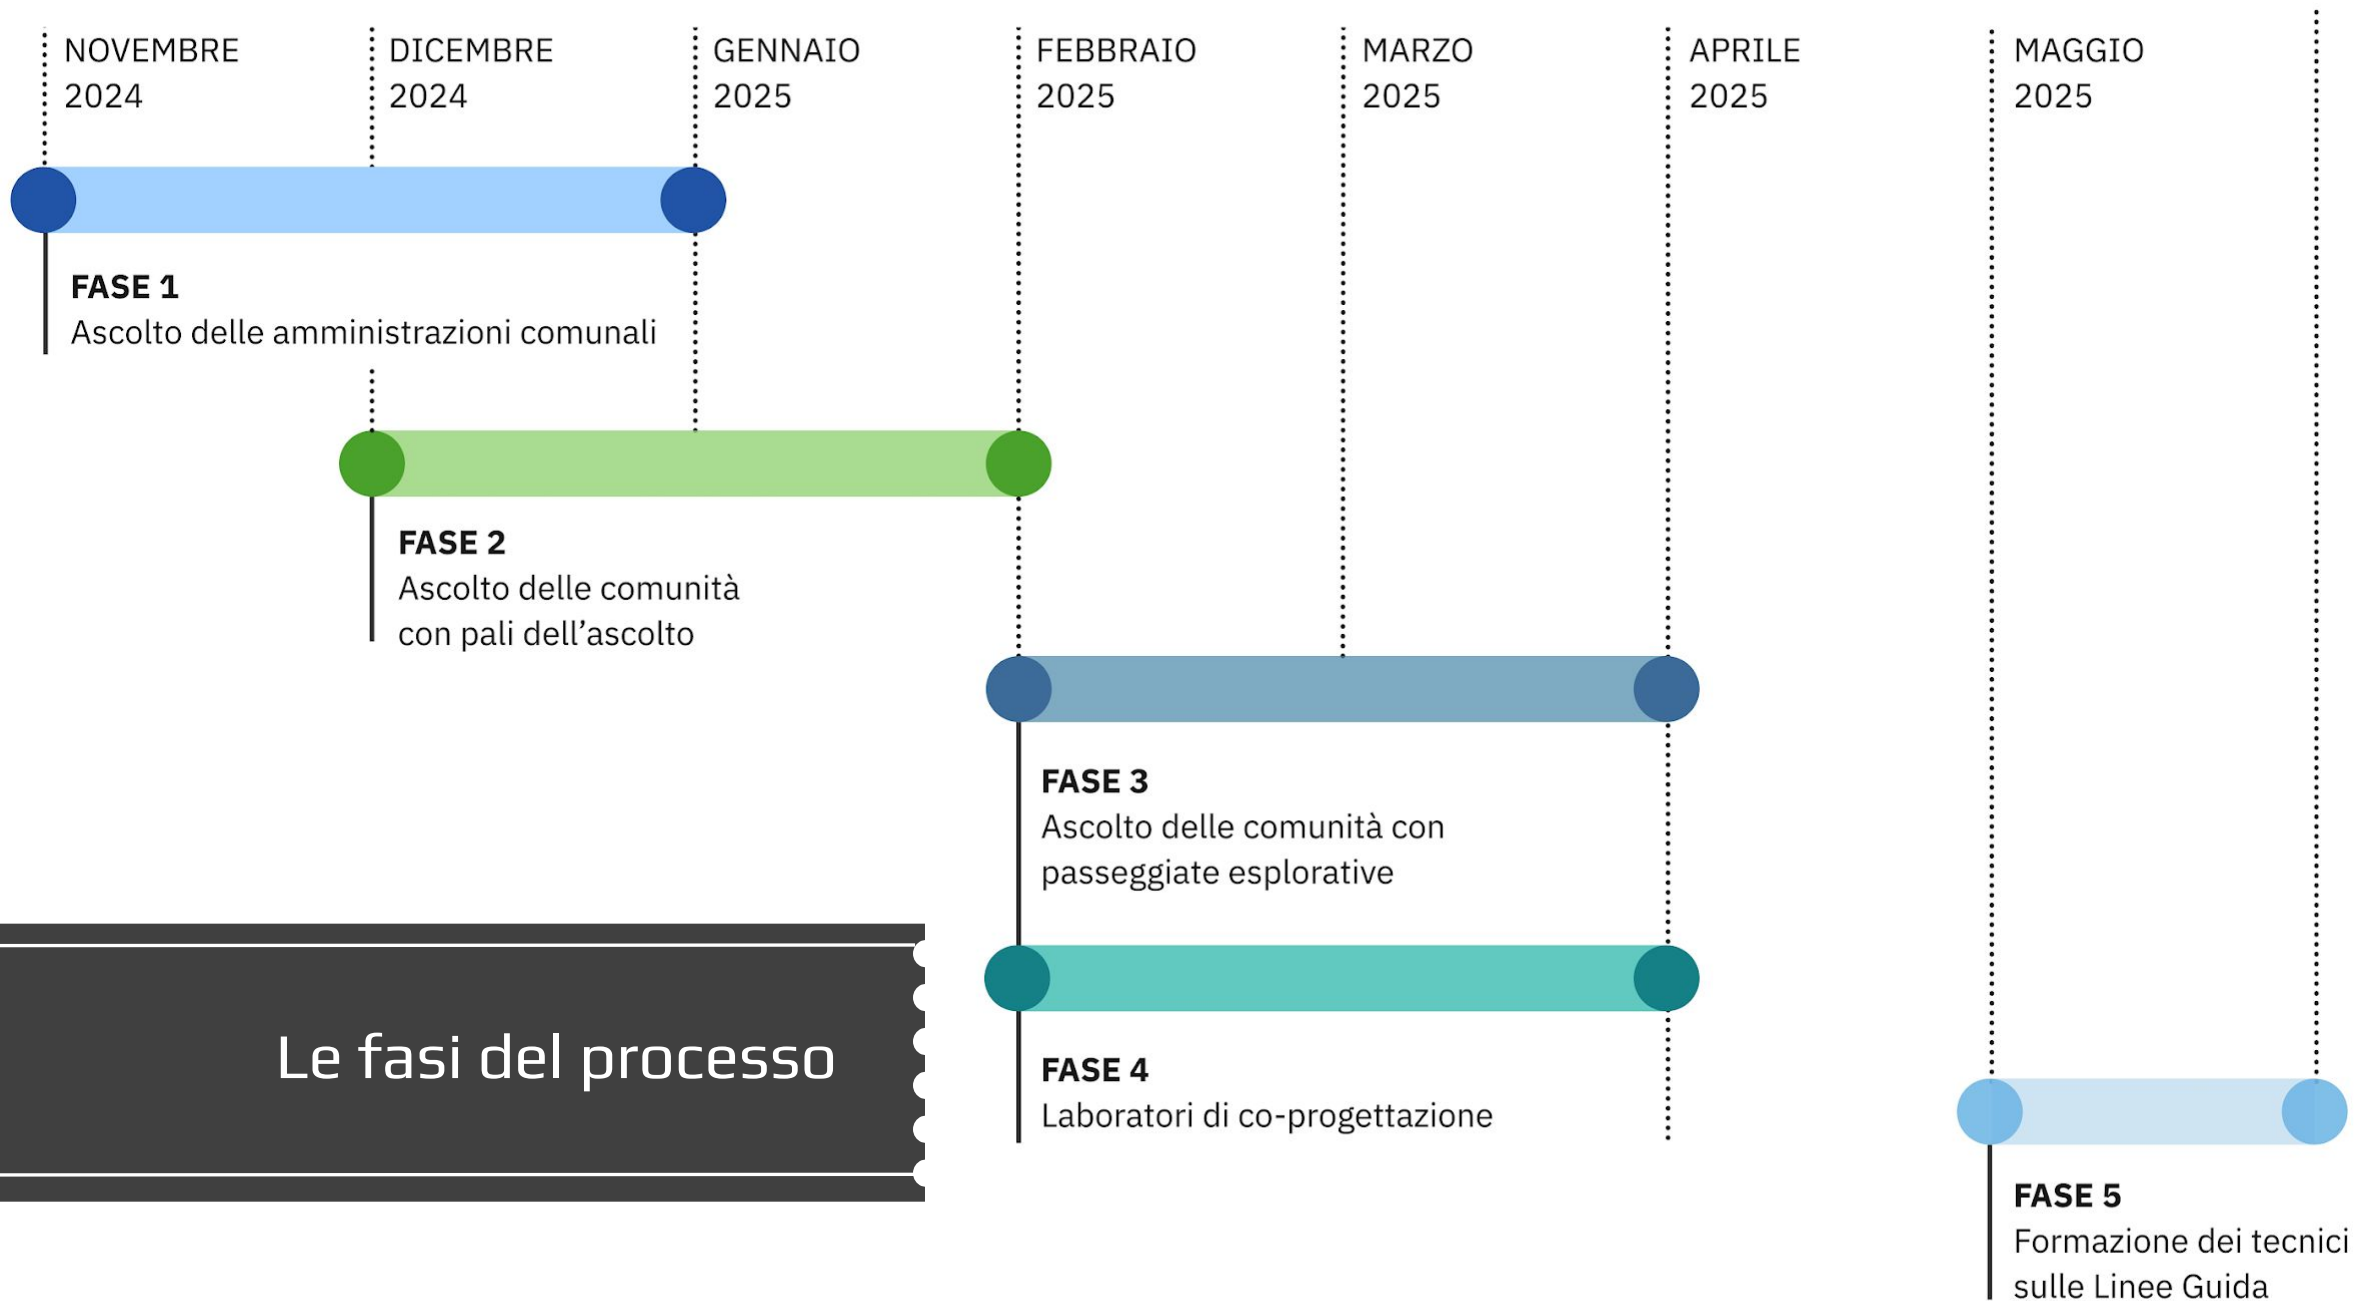 NOVEMBRE
2024
DICEMBRE
2024
GENNAIO
2025
FEBBRAIO
2025
MARZO
2025
APRILE
2025
MAGGIO
2025
FASE 1
Ascolto delle amministrazioni comunali
FASE 2
Ascolto delle comunità
con pali dell’ascolto
FASE 3
Ascolto delle comunità con
passeggiate esplorative
Le fasi del processo
FASE 4
Laboratori di co-progettazione
FASE 5
Formazione dei tecnici
sulle Linee Guida